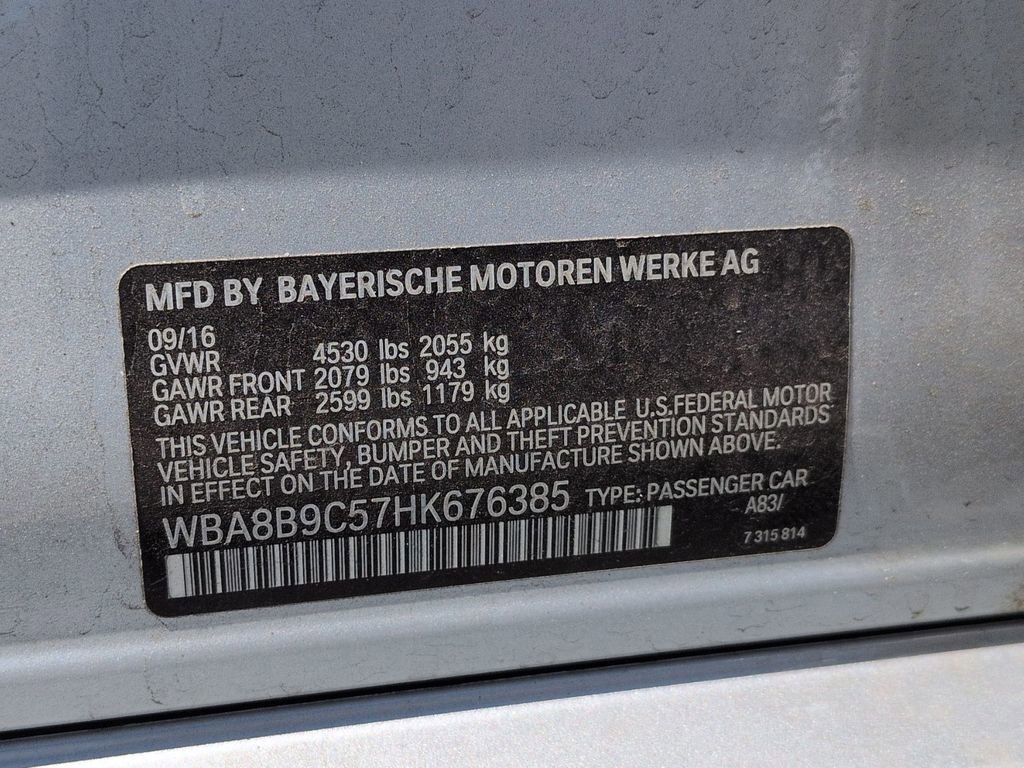 MFD BY BAYERISCHE MOTOREN WERKE AG
09/16
GVWR 4530 lbs 2055 kg
GAWR FRONT 2079 lbs 943 kg
GAWR REAR 2599 lbs 1179 kg
THIS VEHICLE CONFORMS TO ALL APPLICABLE U.S.FEDERAL MOTOR
VEHICLE SAFETY, BUMPER AND THEFT PREVENTION STANDARDS
IN EFFECT ON THE DATE OF MANUFACTURE SHOWN ABOVE.
WBA8B9C57HK676385 TYPE: PASSENGER CAR
A83/
7 315 814